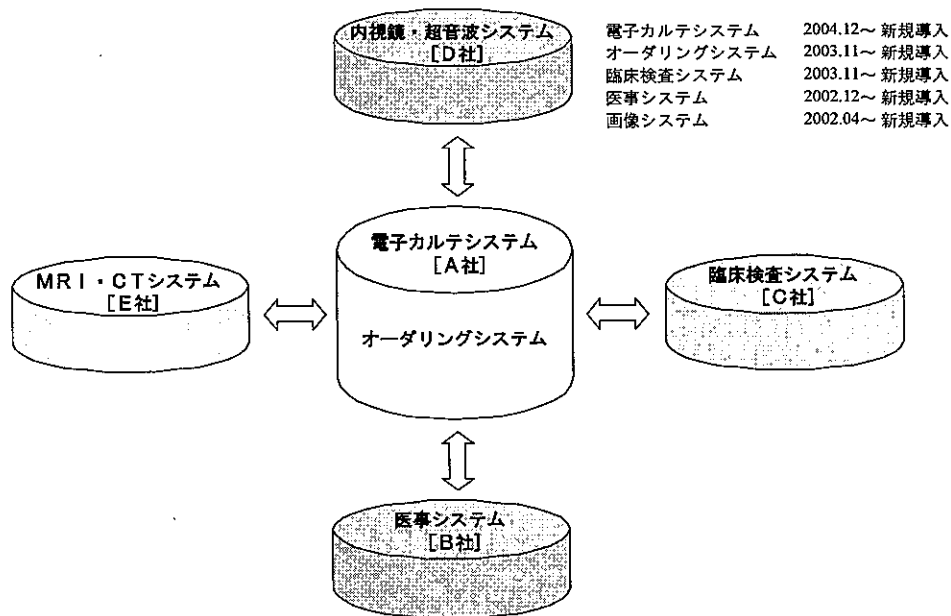 内視鏡・超音波システム
[D社]
電子カルテシステム 2004.12～ 新規導入
オーダリングシステム 2003.11～ 新規導入
臨床検査システム 2003.11～ 新規導入
医事システム 2002.12～ 新規導入
画像システム 2002.04～ 新規導入
電子カルテシステム
[A社]
オーダリングシステム
MRI・CTシステム
[E社]
臨床検査システム
[C社]
医事システム
[B社]